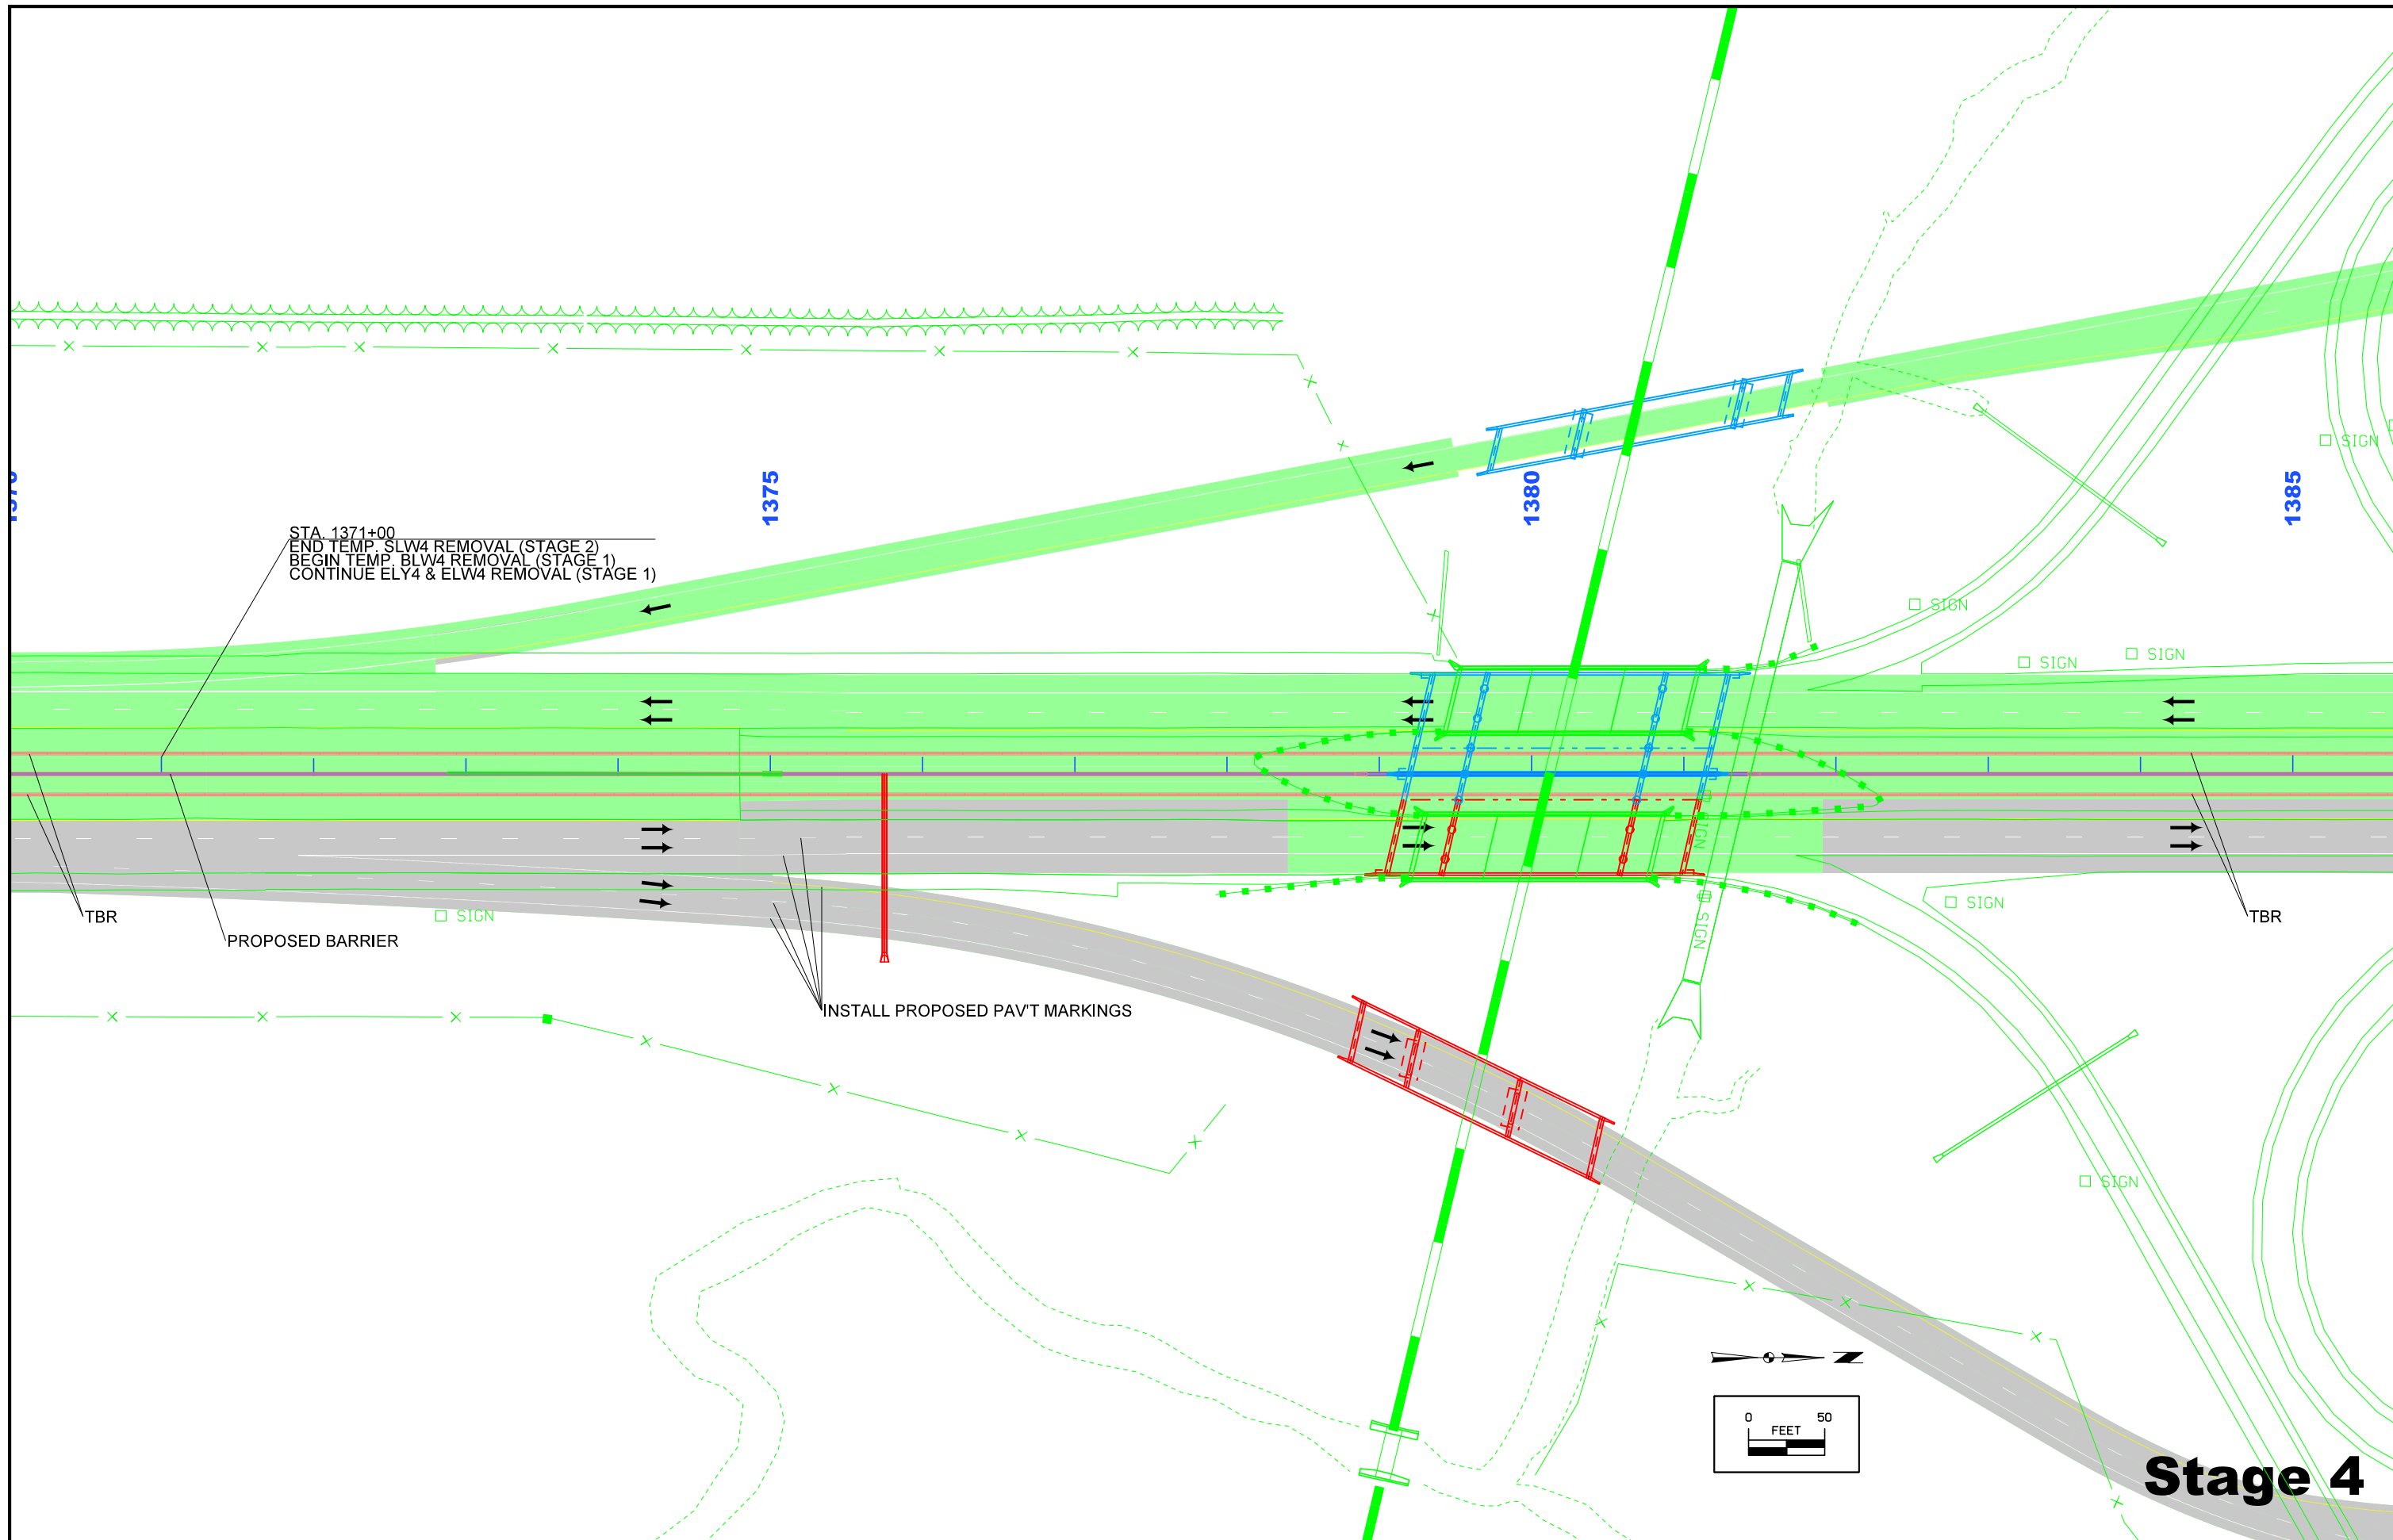 SIGN
1375
1380
1385
STA. 1371+00
END TEMP. SLW4 REMOVAL (STAGE 2)
BEGIN TEMP. BLW4 REMOVAL (STAGE 1)
CONTINUE ELY4 & ELW4 REMOVAL (STAGE 1)
SIGN
SIGN
SIGN
SIGN
SIGN
SIGN
SIGN
TBR
PROPOSED BARRIER
TBR
INSTALL PROPOSED PAV'T MARKINGS
SIGN
0 50
FEET
Stage 4